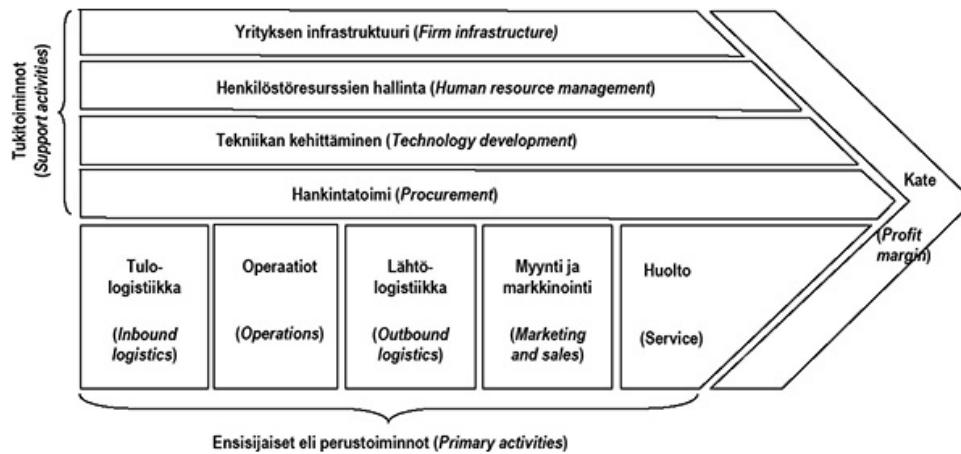 Tukitoiminnot
(Support activities)
Yrityksen infrastruktuuri (Firm infrastructure)
Henkilöstöresurssien hallinta (Human resource management)
Tekniikan kehittäminen (Technology development)
Hankintatoimi (Procurement)
Kate
(Profit
margin)
Tulo-
logistiikka
(Inbound
logistics)
Operaatiot
(Operations)
Lähtö-
logistiikka
(Outbound
logistics)
Myynti ja
markkinointi
(Marketing
and sales)
Huolto
(Service)
Ensisijaiset eli perustoiminnot (Primary activities)